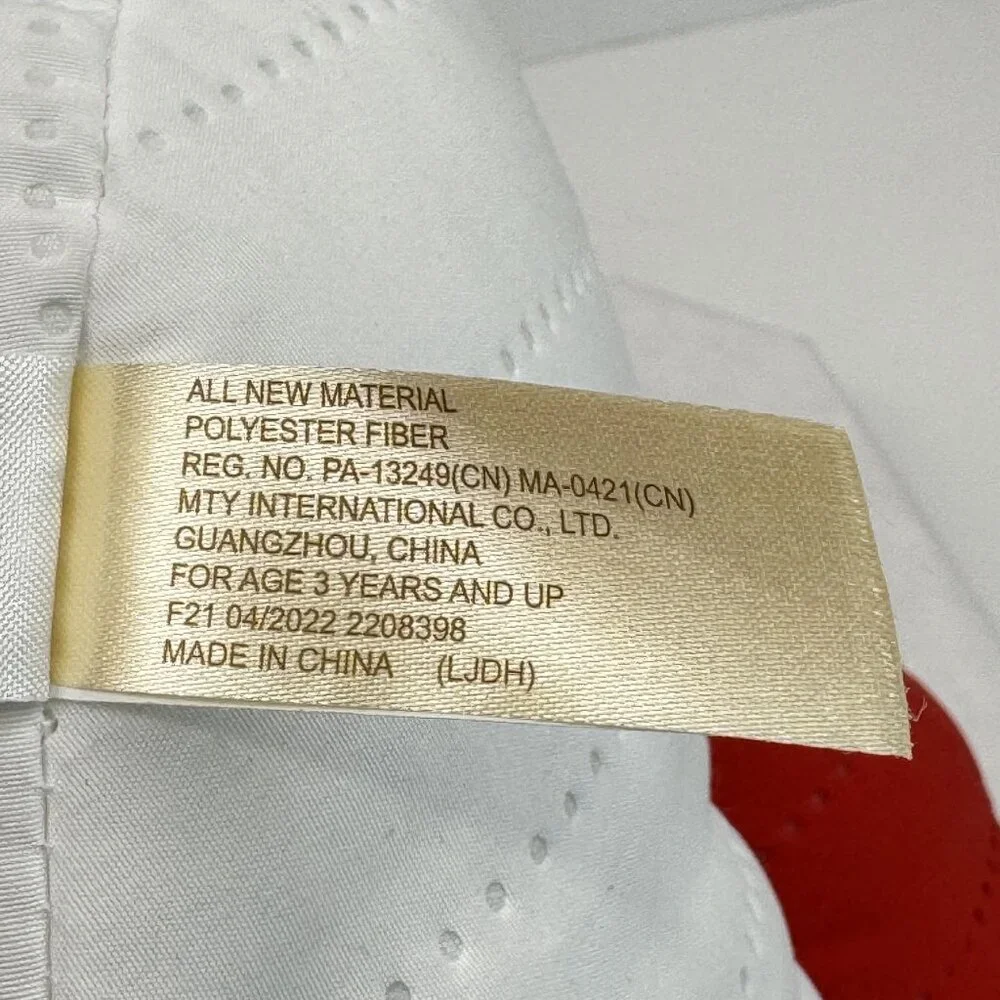 ALL NEW MATERIAL
POLYESTER FIBER
REG. NO. PA-13249(CN) MA-0421(CN)
MTY INTERNATIONAL CO., LTD.
GUANGZHOU, CHINA
FOR AGE 3 YEARS AND UP
F21 04/2022 2208398
MADE IN CHINA (LJDH)